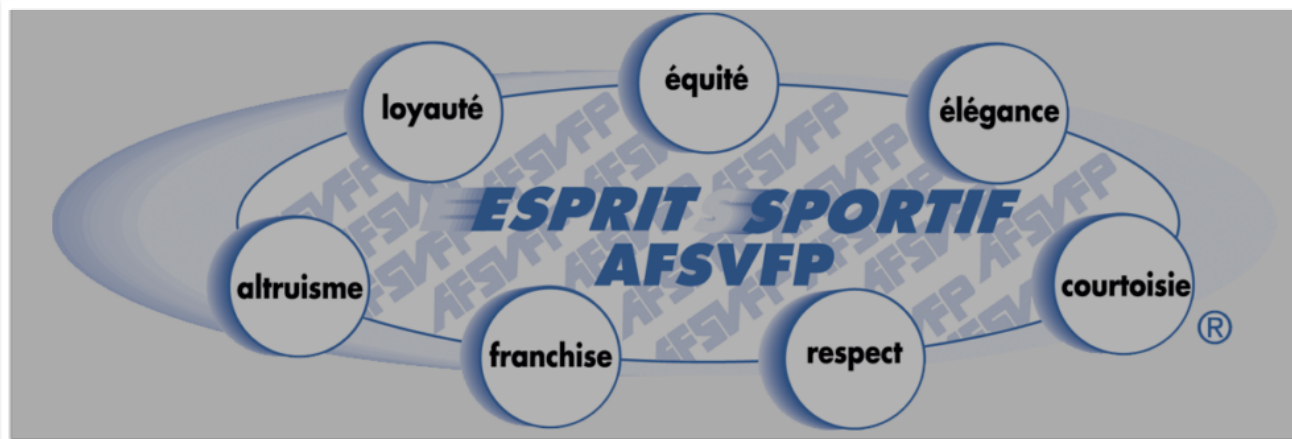 équité
loyauté
élégance
ESPRIT SPORTIF
AFSVFP
altruisme
courtoisie
franchise
respect
®